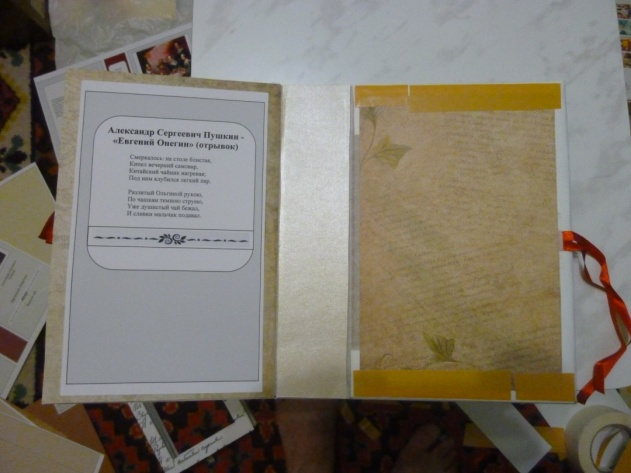 Александр Сергеевич Пушкин -
«Евгений Онегин» (отрывок)
Смеркалось: на столе блистая,
Кипел вечерний самовар,
Китайский чайник нагревая;
Под ним клубился легкий пар.
Разлитый Ольгиной рукою,
По чашкам темною струею
Уже душистый чай бежал,
И сливки мальчик подавал.